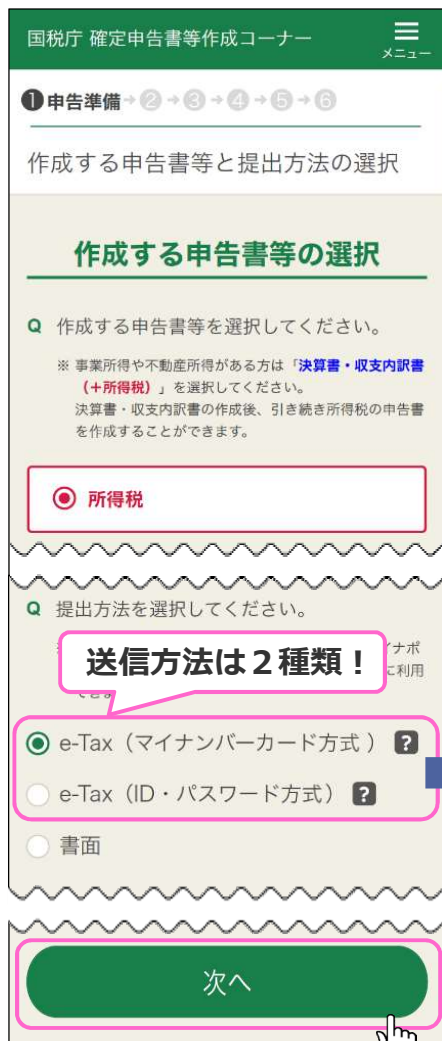 国税庁 確定申告書等作成コーナー
メニュー
❶申告準備→②→③→④→⑤→⑥
作成する申告書等と提出方法の選択
作成する申告書等の選択
Q 作成する申告書等を選択してください。
※ 事業所得や不動産所得がある方は「決算書・収支内訳書
(+所得税)」を選択してください。
決算書・収支内訳書の作成後、引き続き所得税の申告書
を作成することができます。
所得税
Q 提出方法を選択してください。
送信方法は2種類!
イナポ
に利用
e-Tax(マイナンバーカード方式 ) ?
e-Tax(ID・パスワード方式) ?
書面
次へ